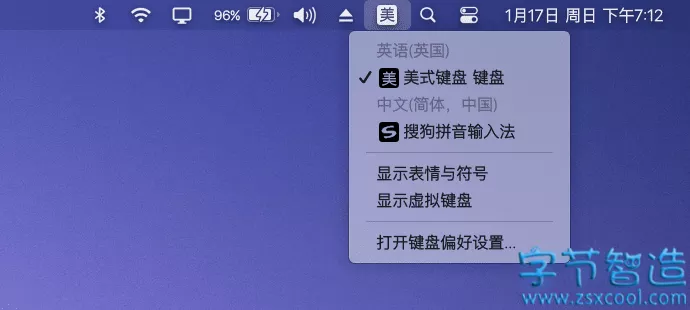 96% 美 1月17日 周日 下午7:12
英语(英国)
✓ 美 美式键盘 键盘
中文(简体，中国)
S 搜狗拼音输入法
显示表情与符号
显示虚拟键盘
打开键盘偏好设置...
字节智造
www.zsxcool.com